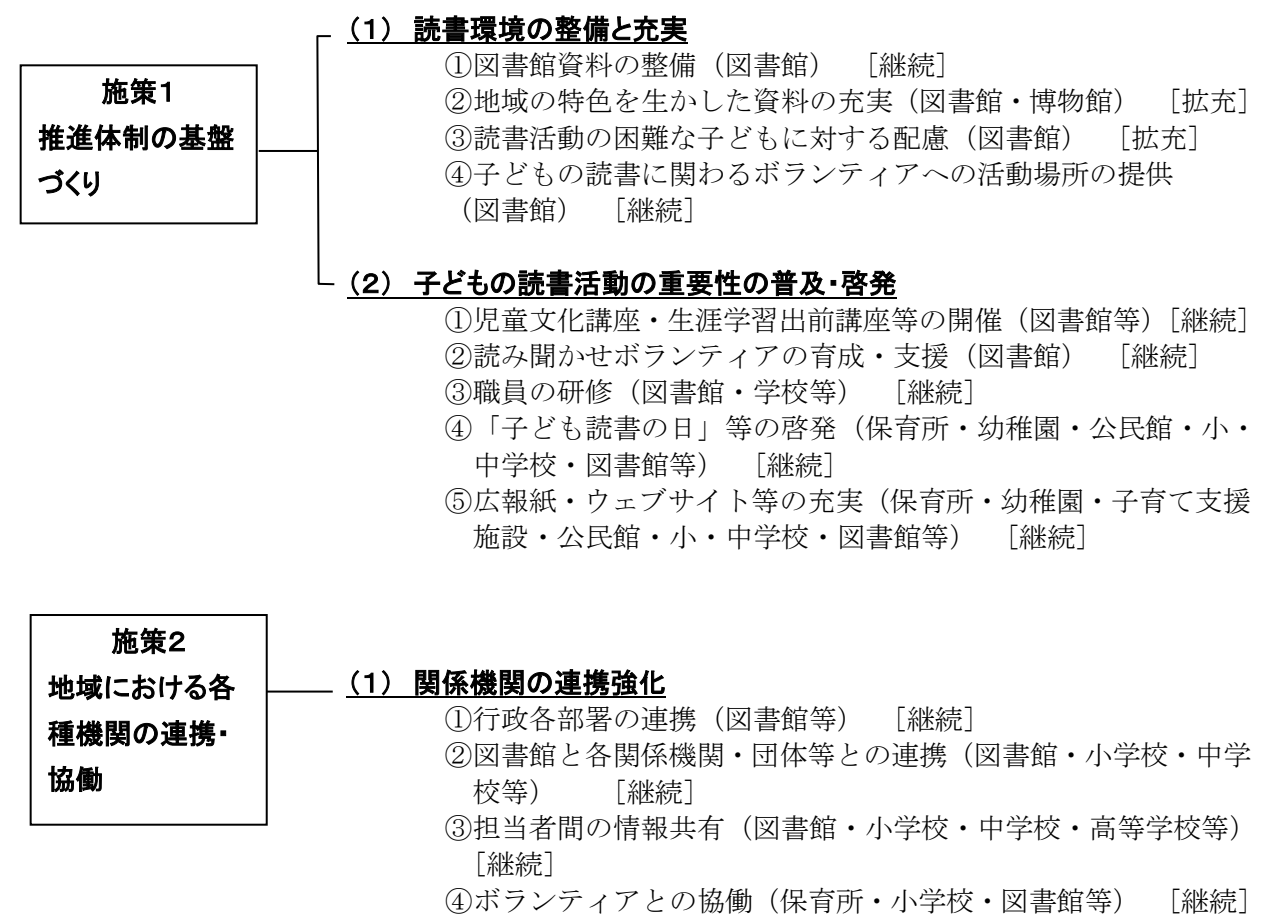 施策1
推進体制の基盤
づくり
（1） 読書環境の整備と充実
①図書館資料の整備（図書館） ［継続］
②地域の特色を生かした資料の充実（図書館・博物館） ［拡充］
③読書活動の困難な子どもに対する配慮（図書館） ［拡充］
④子どもの読書に関わるボランティアへの活動場所の提供
（図書館） ［継続］
（2） 子どもの読書活動の重要性の普及・啓発
①児童文化講座・生涯学習出前講座等の開催（図書館等）［継続］
②読み聞かせボランティアの育成・支援（図書館） ［継続］
③職員の研修（図書館・学校等） ［継続］
④「子ども読書の日」等の啓発（保育所・幼稚園・公民館・小・
中学校・図書館等） ［継続］
⑤広報紙・ウェブサイト等の充実（保育所・幼稚園・子育て支援
施設・公民館・小・中学校・図書館等） ［継続］
施策2
地域における各
種機関の連携・
協働
（1） 関係機関の連携強化
①行政各部署の連携（図書館等） ［継続］
②図書館と各関係機関・団体等との連携（図書館・小学校・中学
校等） ［継続］
③担当者間の情報共有（図書館・小学校・中学校・高等学校等）
［継続］
④ボランティアとの協働（保育所・小学校・図書館等） ［継続］